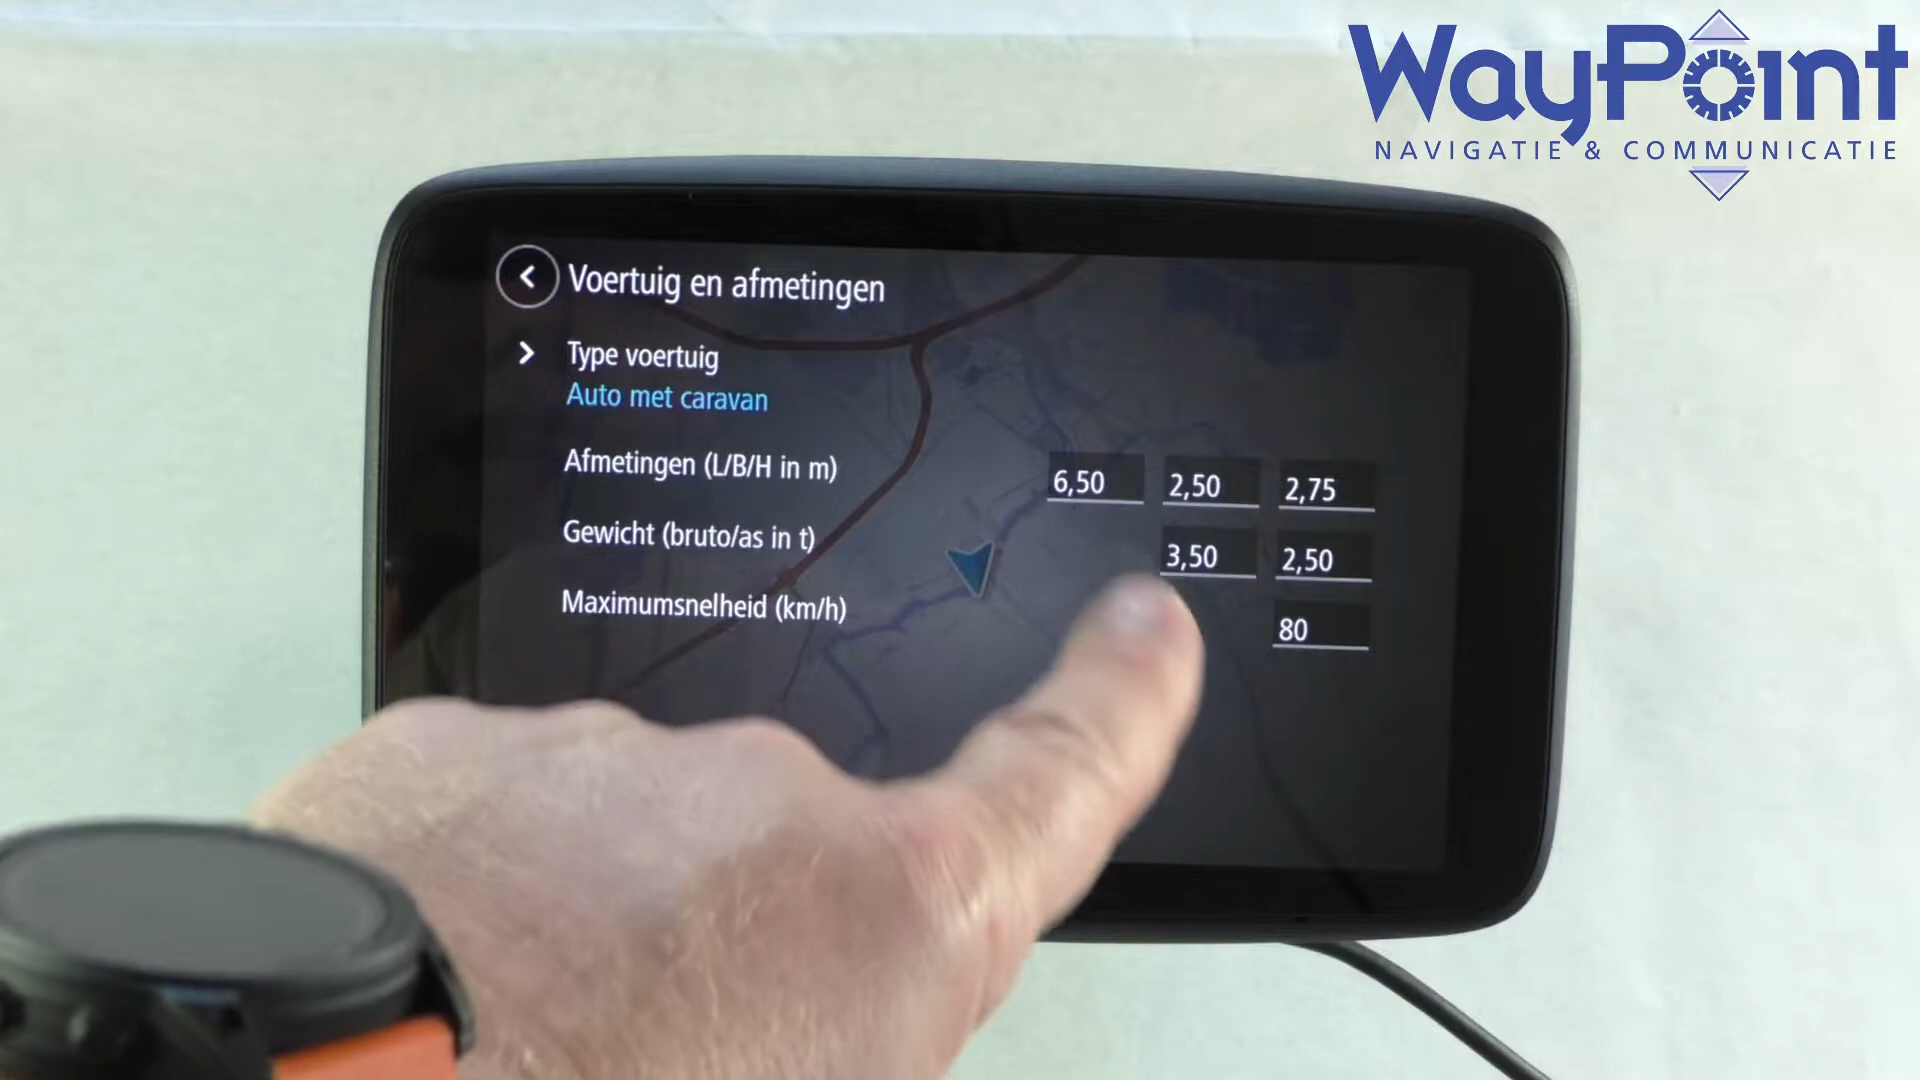 WayPoint
NAVIGATIE & COMMUNICATIE
Voertuig en afmetingen
Type voertuig
Auto met caravan
Afmetingen (L/B/H in m) 6,50 2,50 2,75
Gewicht (bruto/as in t) 3,50 2,50
Maximumsnelheid (km/h) 80